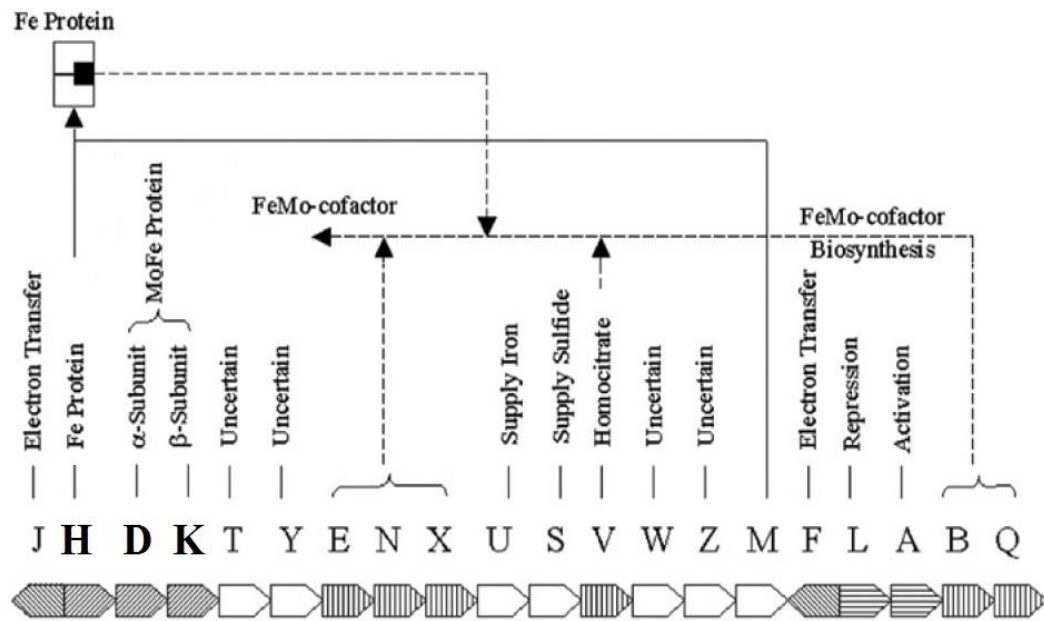 Fe Protein
MoFe Protein
FeMo-cofactor
FeMo-cofactor
Biosynthesis
Electron Transfer
Fe Protein
α-Subunit
β-Subunit
Uncertain
Uncertain
Supply Iron
Supply Sulfide
Homocitrate
Uncertain
Uncertain
Electron Transfer
Repression
Activation
J H D K T Y E N X U S V W Z M F L A B Q